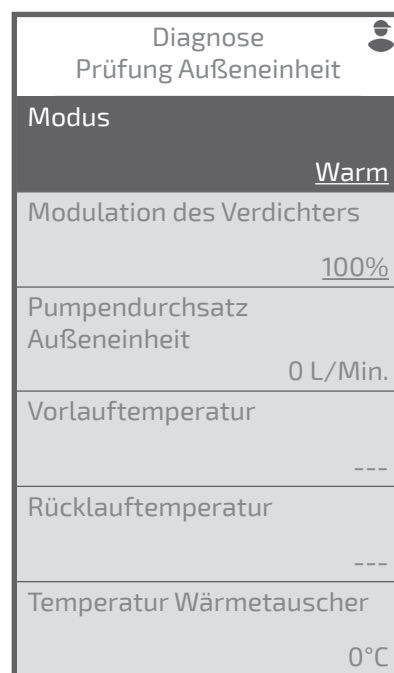 Diagnose
Prüfung Außeneinheit
Modus
Warm
Modulation des Verdichters
100%
Pumpendurchsatz
Außeneinheit
0 L/Min.
Vorlauftemperatur
---
Rücklauftemperatur
---
Temperatur Wärmetauscher
0°C